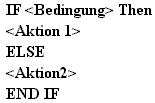 IF <Bedingung> Then
<Aktion 1>
ELSE
<Aktion2>
END IF